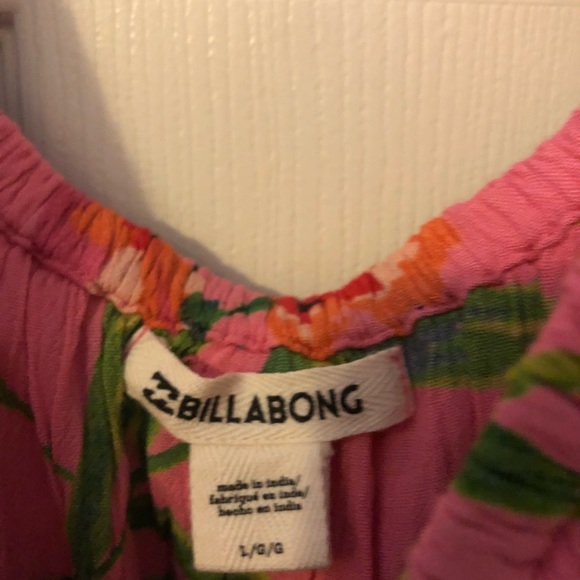 BILLABONG
made in india/
fabriqué en inde/
hecho en india
L/G/G